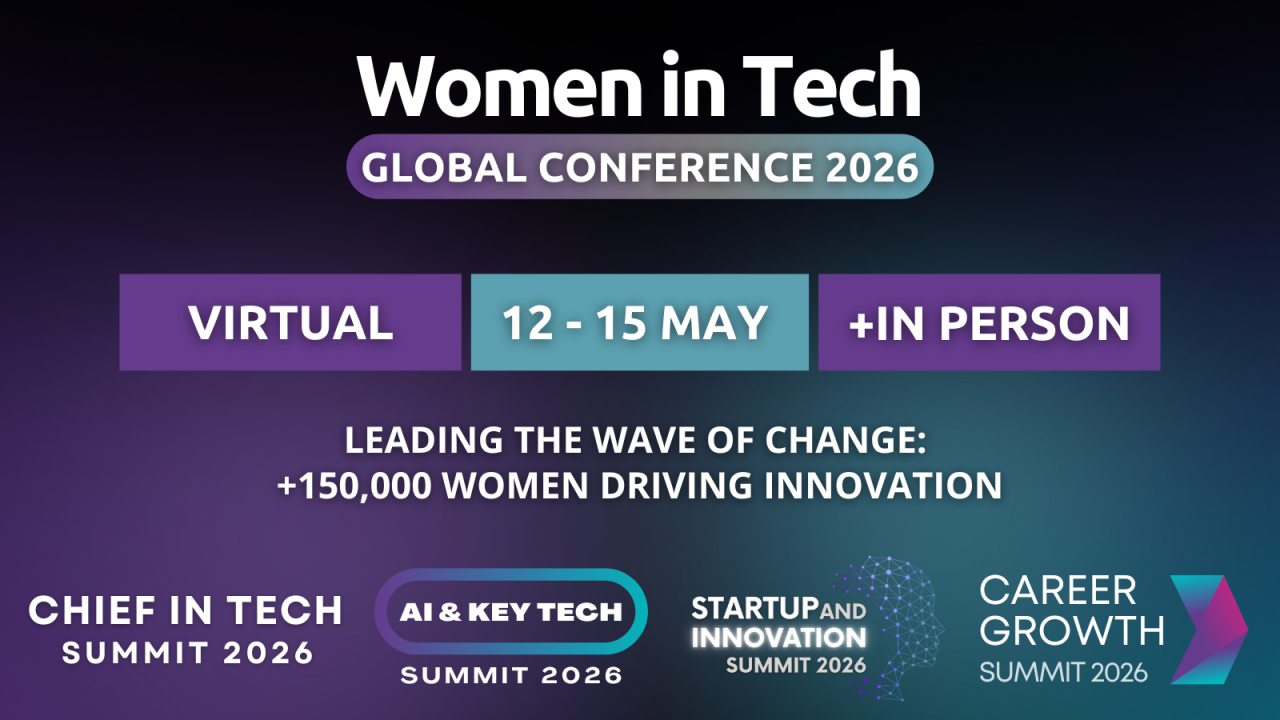 Women in Tech
GLOBAL CONFERENCE 2026
VIRTUAL
12 - 15 MAY
+IN PERSON
LEADING THE WAVE OF CHANGE:
+150,000 WOMEN DRIVING INNOVATION
CHIEF IN TECH
SUMMIT 2026
AI & KEY TECH
SUMMIT 2026
STARTUP AND
INNOVATION
SUMMIT 2026
CAREER
GROWTH
SUMMIT 2026